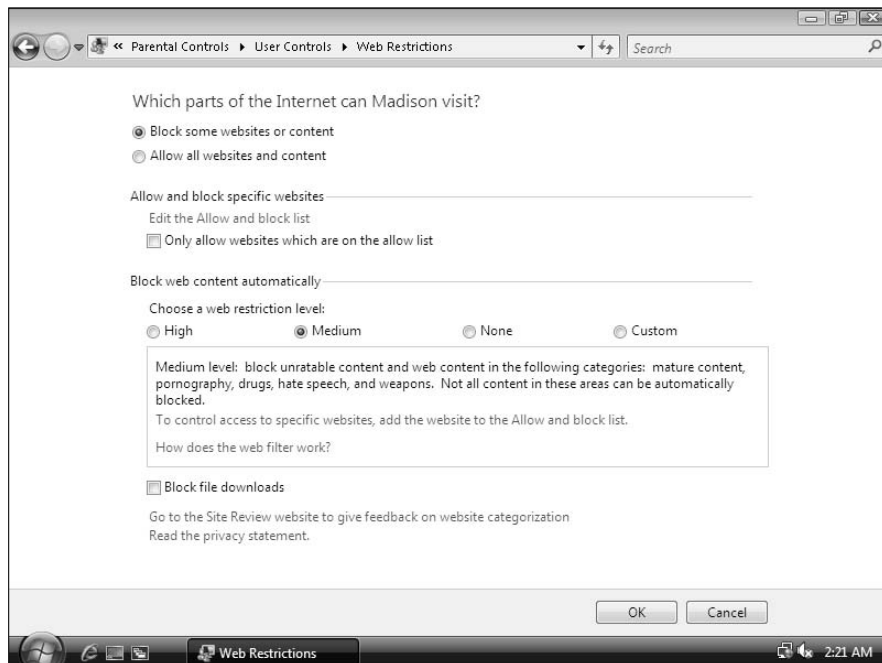 « Parental Controls ▸ User Controls ▸ Web Restrictions
Search
Which parts of the Internet can Madison visit?
Block some websites or content
Allow all websites and content
Allow and block specific websites
Edit the Allow and block list
Only allow websites which are on the allow list
Block web content automatically
Choose a web restriction level:
High Medium None Custom
Medium level: block unratable content and web content in the following categories: mature content,
pornography, drugs, hate speech, and weapons. Not all content in these areas can be automatically
blocked.
To control access to specific websites, add the website to the Allow and block list.
How does the web filter work?
Block file downloads
Go to the Site Review website to give feedback on website categorization
Read the privacy statement.
OK Cancel
Web Restrictions 2:21 AM